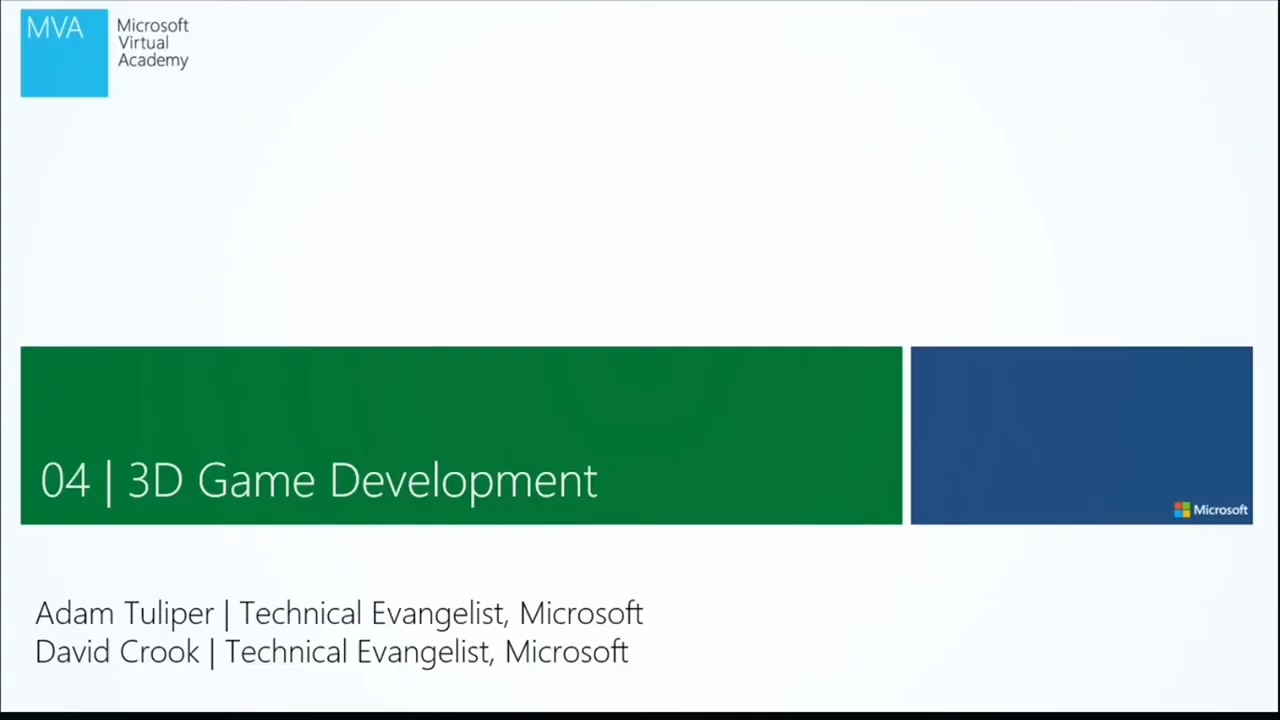 MVA
Microsoft
Virtual
Academy
04 | 3D Game Development
Microsoft
Adam Tuliper | Technical Evangelist, Microsoft
David Crook | Technical Evangelist, Microsoft